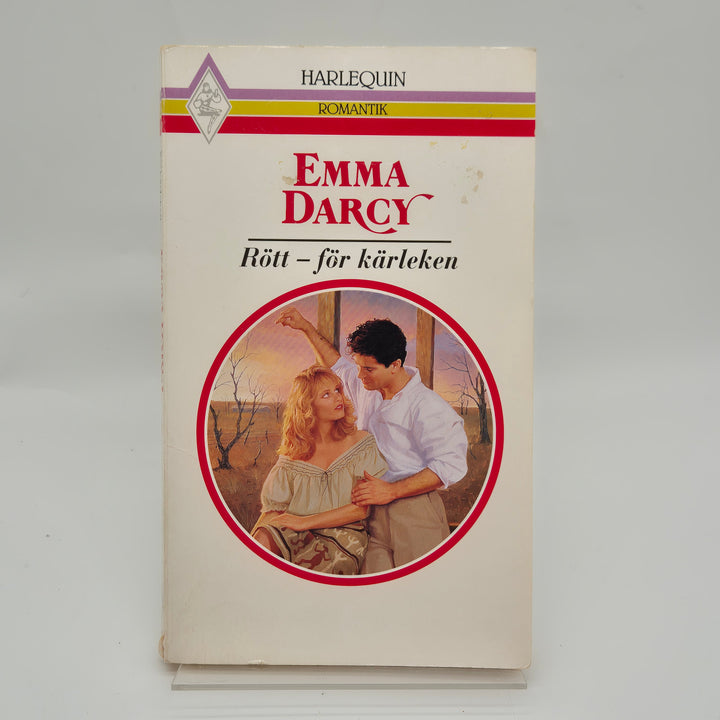 HARLEQUIN
ROMANTIK
EMMA
DARCY
Rött – för kärleken